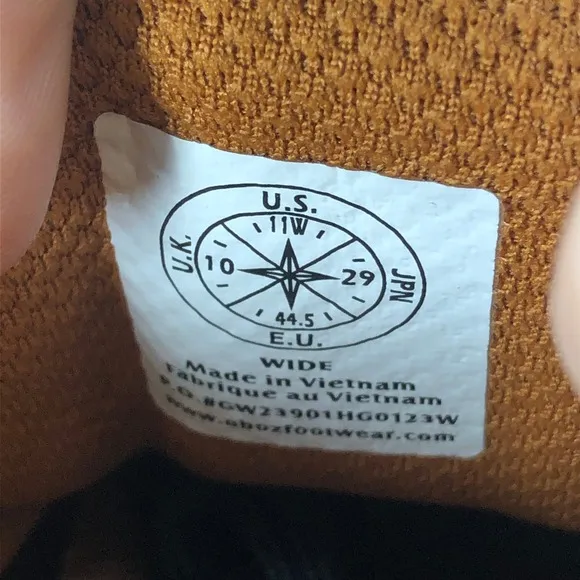 U.S.
11W
U.K. 10 29 JPN
44.5
E.U.
WIDE
Made in Vietnam
Fabrique au Vietnam
P.O.#GW23901HG0123W
www.obozfootwear.com